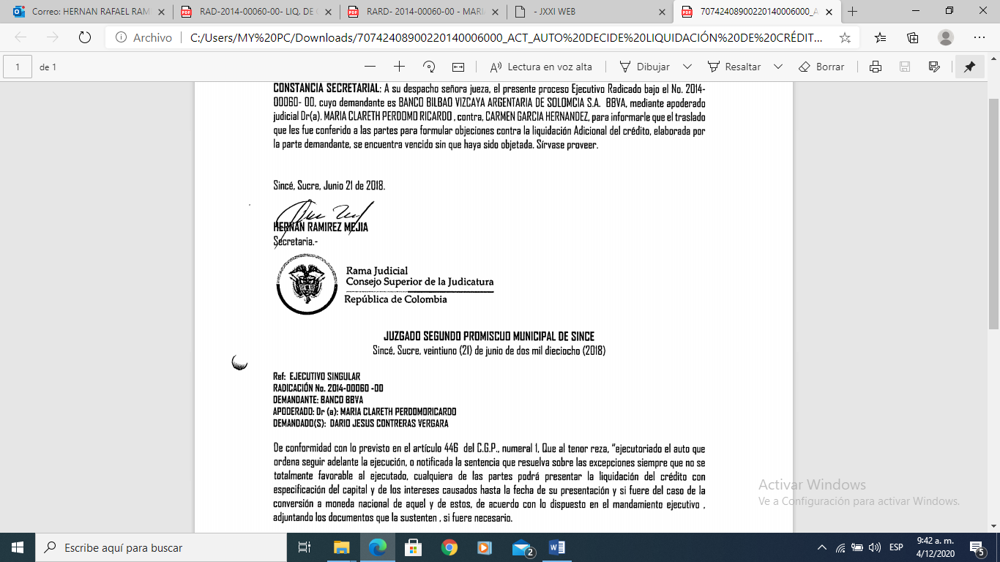 Correo: HERNAN RAFAEL RAM
RAD-2014-00060-00- LIQ. DE C
RARD- 2014-00060-00 - MARIA
- JXXI WEB
70742408900220140006000_A
Archivo
C:/Users/MY%20PC/Downloads/70742408900220140006000_ACT_AUTO%20DECIDE%20LIQUIDACIÓN%20DE%20CRÉDIT...
1
de 1
Lectura en voz alta
Dibujar
Resaltar
Borrar
CONSTANCIA SECRETARIAL: A su despacho señora jueza, el presente proceso Ejecutivo Radicado bajo el No. 2014-
00060- 00, cuyo demandante es BANCO BILBAO VIZCAYA ARGENTARIA DE SOLOMCIA S.A. BBVA, mediante apoderado
judicial Dr(a). MARIA CLARETH PERDOMO RICARDO , contra, CARMEN GARCIA HERNANDEZ, para informarle que el traslado
que les fue conferido a las partes para formular objeciones contra la liquidación Adicional del crédito, elaborada por
la parte demandante, se encuentra vencido sin que haya sido objetada. Sírvase proveer.
Sincé, Sucre, Junio 21 de 2018.
HERNAN RAMIREZ MEJIA
Secretaria.-
Rama Judicial
Consejo Superior de la Judicatura
República de Colombia
JUZGADO SEGUNDO PROMISCUO MUNICIPAL DE SINCE
Sincé, Sucre, veintiuno (21) de junio de dos mil dieciocho (2018)
Ref: EJECUTIVO SINGULAR
RADICACIÓN No. 2014-00060 -00
DEMANDANTE: BANCO BBVA
APODERADO: Dr (a): MARIA CLARETH PERDOMORICARDO
DEMANDADO(S): DARIO JESUS CONTRERAS VERGARA
De conformidad con lo previsto en el artículo 446 del C.G.P., numeral 1, Que al tenor reza, "ejecutoriado el auto que
ordena seguir adelante la ejecución, o notificada la sentencia que resuelva sobre las excepciones siempre que no se
totalmente favorable al ejecutado, cualquiera de las partes podrá presentar la liquidación del crédito con
especificación del capital y de los intereses causados hasta la fecha de su presentación y si fuere del caso de la
conversión a moneda nacional de aquel y de estos, de acuerdo con lo dispuesto en el mandamiento ejecutivo ,
adjuntando los documentos que la sustenten , si fuere necesario.
Activar Windows
Ve a Configuración para activar Windows.
Escribe aquí para buscar
2
ESP
9:42 a. m.
4/12/2020
5